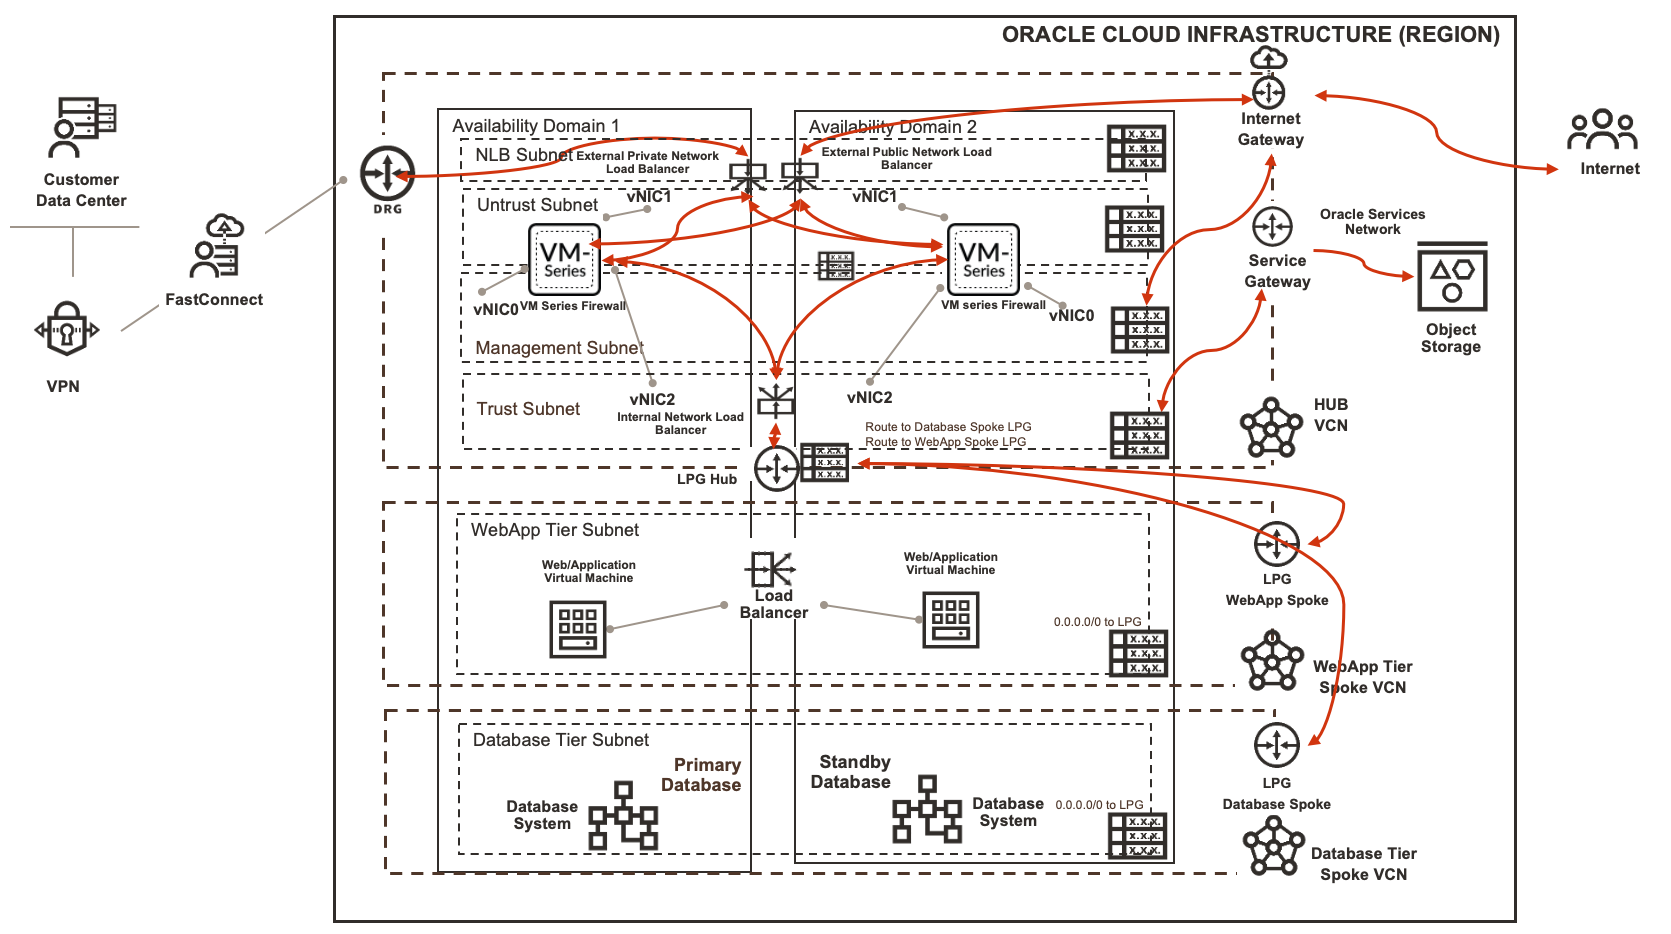 ORACLE CLOUD INFRASTRUCTURE (REGION)
Customer
Data Center
FastConnect
VPN
DRG
Availability Domain 1
Availability Domain 2
NLB Subnet
External Private Network
Load Balancer
External Public Network Load
Balancer
x.x.x.
x.x.x.
x.x.x.
Internet
Gateway
Internet
Untrust Subnet
vNIC1
vNIC1
VM-
Series
VM-
Series
x.x.x.
x.x.x.
x.x.x.
x.x.x.
x.x.x.
x.x.x.
Oracle Services
Network
Service
Gateway
vNIC0
VM Series Firewall
VM series Firewall
vNIC0
Management Subnet
x.x.x.
x.x.x.
x.x.x.
Object
Storage
Trust Subnet
vNIC2
Internal Network Load
Balancer
vNIC2
Route to Database Spoke LPG
Route to WebApp Spoke LPG
x.x.x.
x.x.x.
x.x.x.
HUB
VCN
LPG Hub
x.x.x.
x.x.x.
x.x.x.
WebApp Tier Subnet
Web/Application
Virtual Machine
Load
Balancer
Web/Application
Virtual Machine
0.0.0.0/0 to LPG
x.x.x.
x.x.x.
x.x.x.
LPG
WebApp Spoke
WebApp Tier
Spoke VCN
Database Tier Subnet
Primary
Database
Database
System
Standby
Database
Database
System
0.0.0.0/0 to LPG
x.x.x.
x.x.x.
x.x.x.
LPG
Database Spoke
Database Tier
Spoke VCN